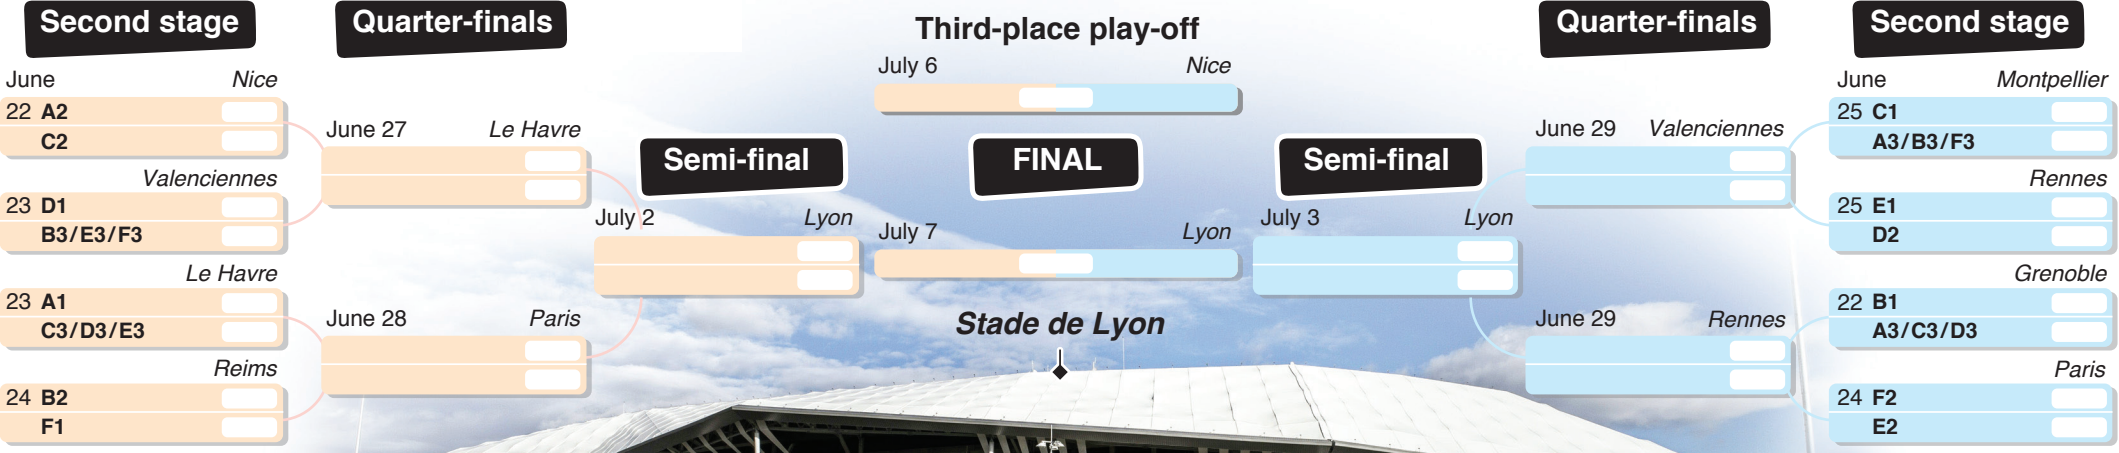 Second stage
June Nice
22 A2
C2
Valenciennes
23 D1
B3/E3/F3
Le Havre
23 A1
C3/D3/E3
Reims
24 B2
F1
Quarter-finals
June 27 Le Havre
June 28 Paris
Semi-final
July 2 Lyon
Third-place play-off
July 6 Nice
FINAL
July 7 Lyon
Stade de Lyon
Semi-final
July 3 Lyon
Quarter-finals
June 29 Valenciennes
June 29 Rennes
Second stage
June Montpellier
25 C1
A3/B3/F3
Rennes
25 E1
D2
Grenoble
22 B1
A3/C3/D3
Paris
24 F2
E2